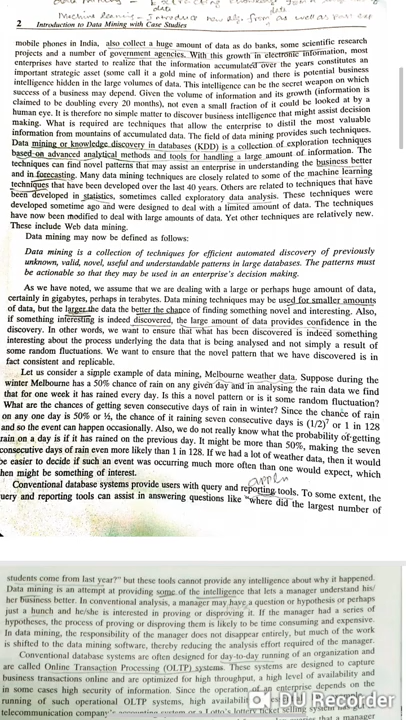 2 Introduction to Data Mining with Case Studies
mobile phones in India, also collect a huge amount of data as do banks, some scientific research
projects and a number of government agencies. With this growth in electronic information, most
enterprises have started to realize that the information accumulated over the years constitutes an
important strategic asset (some call it a gold mine of information) and there is potential business
intelligence hidden in the large volumes of data. This intelligence can be the secret weapon on which
success of a business may depend. Given the volume of information and its growth (information is
claimed to be doubling every 20 months), not even a small fraction of it could be looked at by a
human eye. It is therefore no simple matter to discover business intelligence that might assist decision
making. What is required are techniques that allow the enterprise to distil the most valuable
information from mountains of accumulated data. The field of data mining provides such techniques.
Data mining or knowledge discovery in databases (KDD) is a collection of exploration techniques
based on advanced analytical methods and tools for handling a large amount of information. The
techniques can find novel patterns that may assist an enterprise in understanding the business better
and in forecasting. Many data mining techniques are closely related to some of the machine learning
techniques that have been developed over the last 40 years. Others are related to techniques that have
been developed in statistics, sometimes called exploratory data analysis. These techniques were
developed sometime ago and were designed to deal with a limited amount of data. The techniques
have now been modified to deal with large amounts of data. Yet other techniques are relatively new.
These include Web data mining.
Data mining may now be defined as follows:
Data mining is a collection of techniques for efficient automated discovery of previously
unknown, valid, novel, useful and understandable patterns in large databases. The patterns must
be actionable so that they may be used in an enterprise's decision making.
As we have noted, we assume that we are dealing with a large or perhaps huge amount of data,
certainly in gigabytes, perhaps in terabytes. Data mining techniques may be used for smaller amounts
of data, but the larger the data the better the chance of finding something novel and interesting. Also,
if something interesting is indeed discovered, the large amount of data provides confidence in the
discovery. In other words, we want to ensure that what has been discovered is indeed something
interesting about the process underlying the data that is being analysed and not simply a result of
some random fluctuations. We want to ensure that the novel pattern that we have discovered is in
fact consistent and replicable.
Let us consider a simple example of data mining, Melbourne weather data. Suppose during the
winter Melbourne has a 50% chance of rain on any given day and in analysing the rain data we find
that for one week it has rained every day. Is this a novel pattern or is it some random fluctuation?
What are the chances of getting seven consecutive days of rain in winter? Since the chance of rain
on any one day is 50% or ½, the chance of it raining seven consecutive days is (1/2)⁷ or 1 in 128
and so the event can happen occasionally. Also, we do not really know what the probability of getting
rain on a day is if it has rained on the previous day. It might be more than 50%, making the seven
consecutive days of rain even more likely than 1 in 128. If we had a lot of weather data, then it would
be easier to decide if such an event was occurring much more often than one would expect, which
then might be something of interest.
Conventional database systems provide users with query and reporting tools. To some extent, the
uery and reporting tools can assist in answering questions like "where did the largest number of
students come from last year?" but these tools cannot provide any intelligence about why it happened.
Data mining is an attempt at providing some of the intelligence that lets a manager understand his/
her business better. In conventional analysis, a manager may have a question or hypothesis or perhaps
just a hunch and he/she is interested in proving or disproving it. If the manager had a series of
hypotheses, the process of proving or disproving them is likely to be time consuming and expensive.
In data mining, the responsibility of the manager does not disappear entirely, but much of the work
is shifted to the data mining software, thereby reducing the analysis effort required of the manager.
Conventional database systems are often designed for day-to-day running of an organization and
are called Online Transaction Processing (OLTP) systems. These systems are designed to capture
business transactions online and are optimized for high throughput, a high level of availability and
in some cases high security of information. Since the operation of an enterprise depends on the
running of such operational OLTP systems, high availabili
telecommunication company's
DU Recorder
that a manager